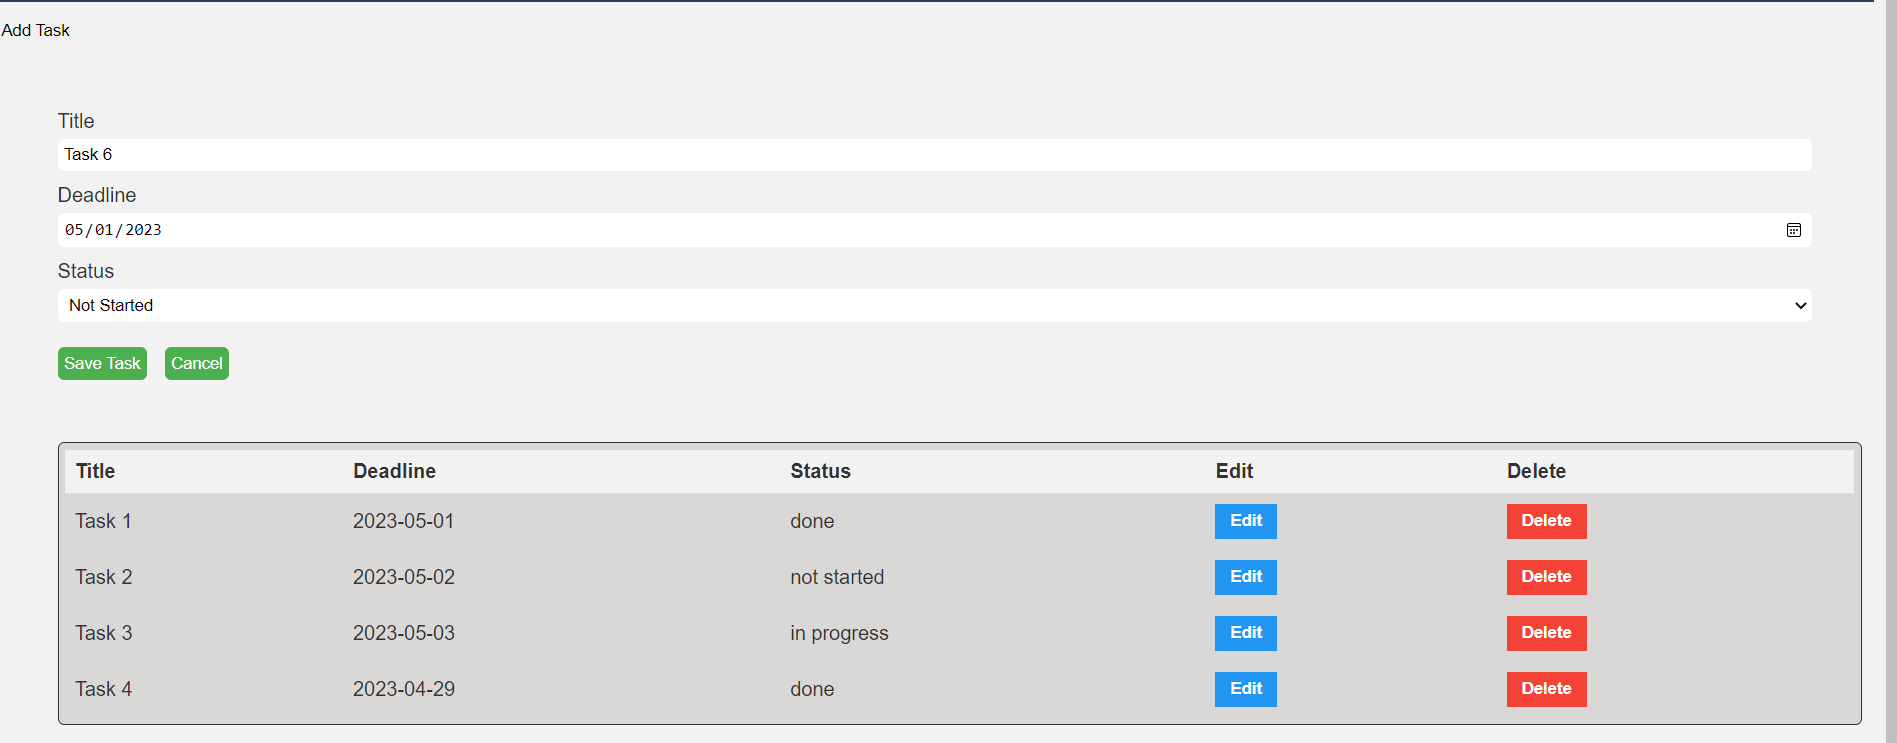 Add Task
Title
Task 6
Deadline
05/01/2023
Status
Not Started
Save Task Cancel
Title Deadline Status Edit Delete
Task 1 2023-05-01 done Edit Delete
Task 2 2023-05-02 not started Edit Delete
Task 3 2023-05-03 in progress Edit Delete
Task 4 2023-04-29 done Edit Delete